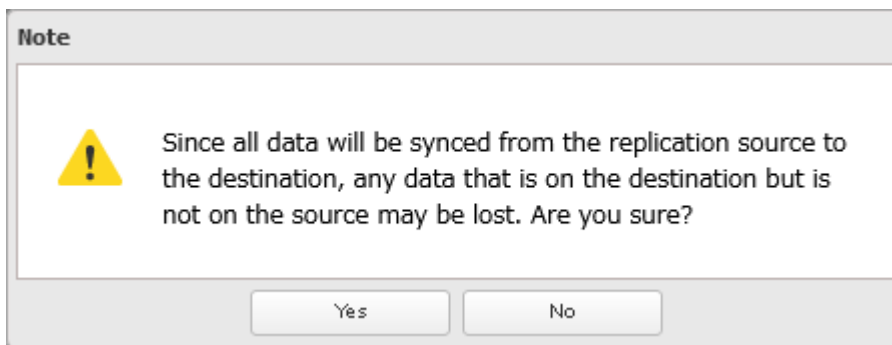 Note
Since all data will be synced from the replication source to
the destination, any data that is on the destination but is
not on the source may be lost. Are you sure?
Yes
No